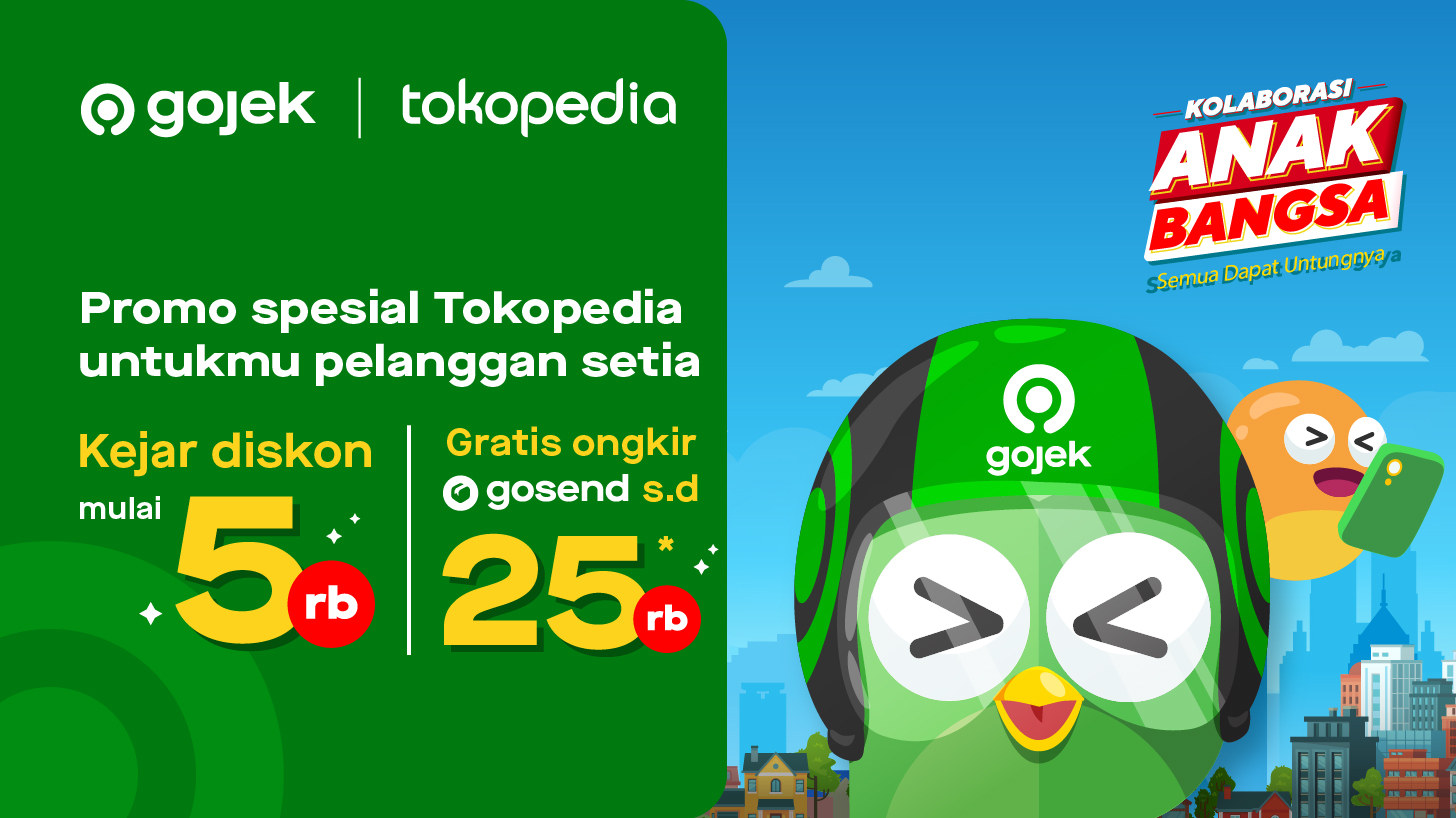 gojek | tokopedia
Promo spesial Tokopedia
untukmu pelanggan setia
Kejar diskon
mulai
5 rb
Gratis ongkir
gosend s.d
25* rb
KOLABORASI
ANAK
BANGSA
Semua Dapat Untungnya
gojek